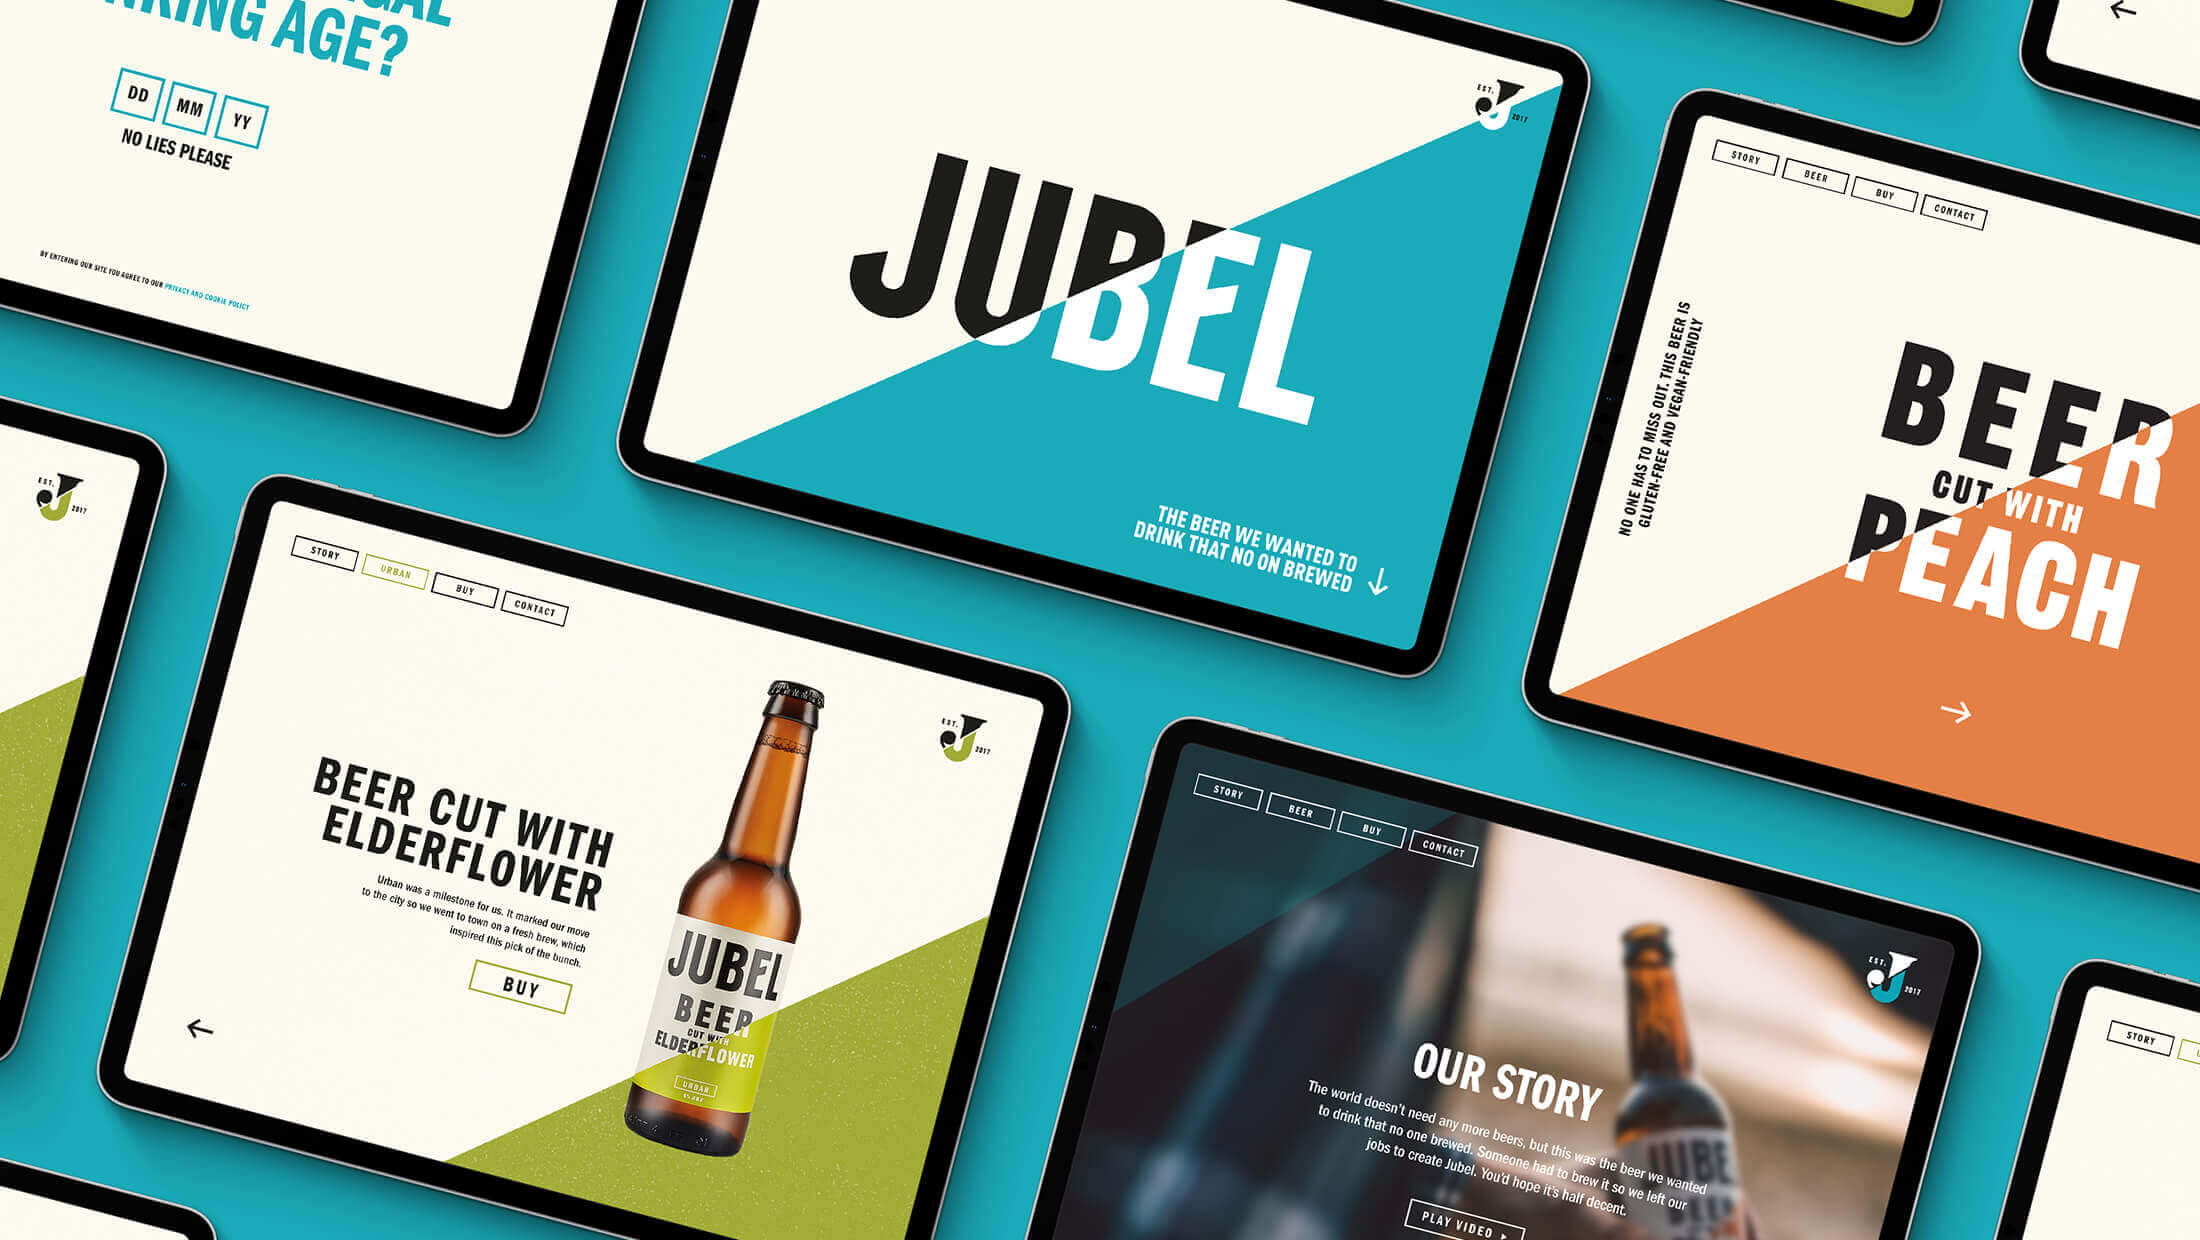 NKING AGE?
DD
MM
YY
NO LIES PLEASE
BY ENTERING OUR SITE YOU AGREE TO OUR PRIVACY AND COOKIE POLICY
EST.
J
2017
JUBEL
THE BEER WE WANTED TO
DRINK THAT NO ON BREWED
STORY
BEER
BUY
CONTACT
NO ONE HAS TO MISS OUT. THIS BEER IS
GLUTEN-FREE AND VEGAN-FRIENDLY
BEER
CUT WITH
PEACH
EST.
J
2017
STORY
URBAN
BUY
CONTACT
EST.
J
2017
BEER CUT WITH
ELDERFLOWER
Urban was a milestone for us. It marked our move
to the city so we went to town on a fresh brew, which
inspired this pick of the bunch.
BUY
JUBEL
BEER
CUT WITH
ELDERFLOWER
URBAN
STORY
BEER
BUY
CONTACT
EST.
J
2017
OUR STORY
The world doesn't need any more beers, but this was the beer we wanted
to drink that no one brewed. Someone had to brew it so we left our
jobs to create Jubel. You'd hope it's half decent.
PLAY VIDEO
JUBE
BEER
STORY